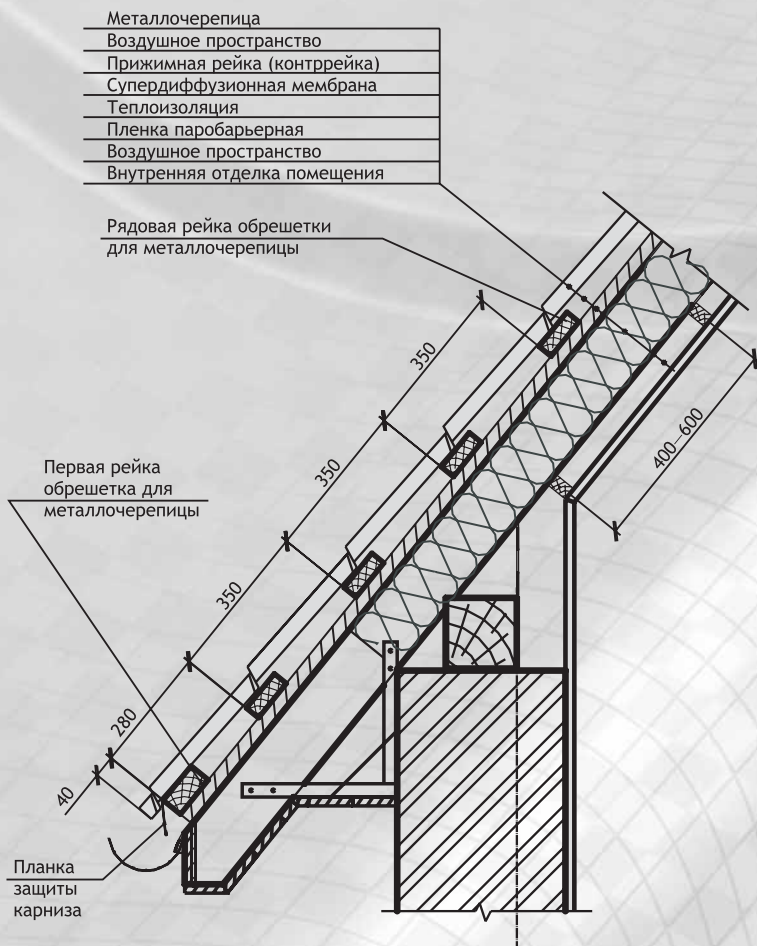 Металлочерепица
Воздушное пространство
Прижимная рейка (контррейка)
Супердиффузионная мембрана
Теплоизоляция
Пленка паробарьерная
Воздушное пространство
Внутренняя отделка помещения
Рядовая рейка обрешетки
для металлочерепицы
350
350
400—600
Первая рейка
обрешетка для
металлочерепицы
350
280
40
Планка
защиты
карниза